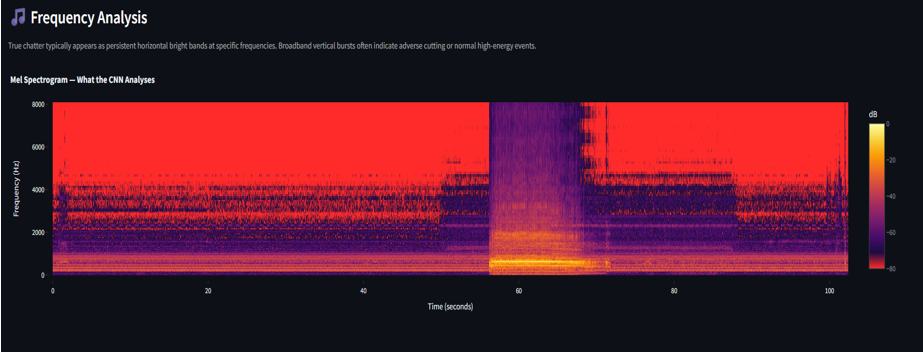 🎵 Frequency Analysis
True chatter typically appears as persistent horizontal bright bands at specific frequencies. Broadband vertical bursts often indicate adverse cutting or normal high-energy events.
Mel Spectrogram — What the CNN Analyses
dB
8000
6000
4000
2000
0
Frequency (Hz)
0
−20
−40
−60
−80
0 20 40 60 80 100
Time (seconds)